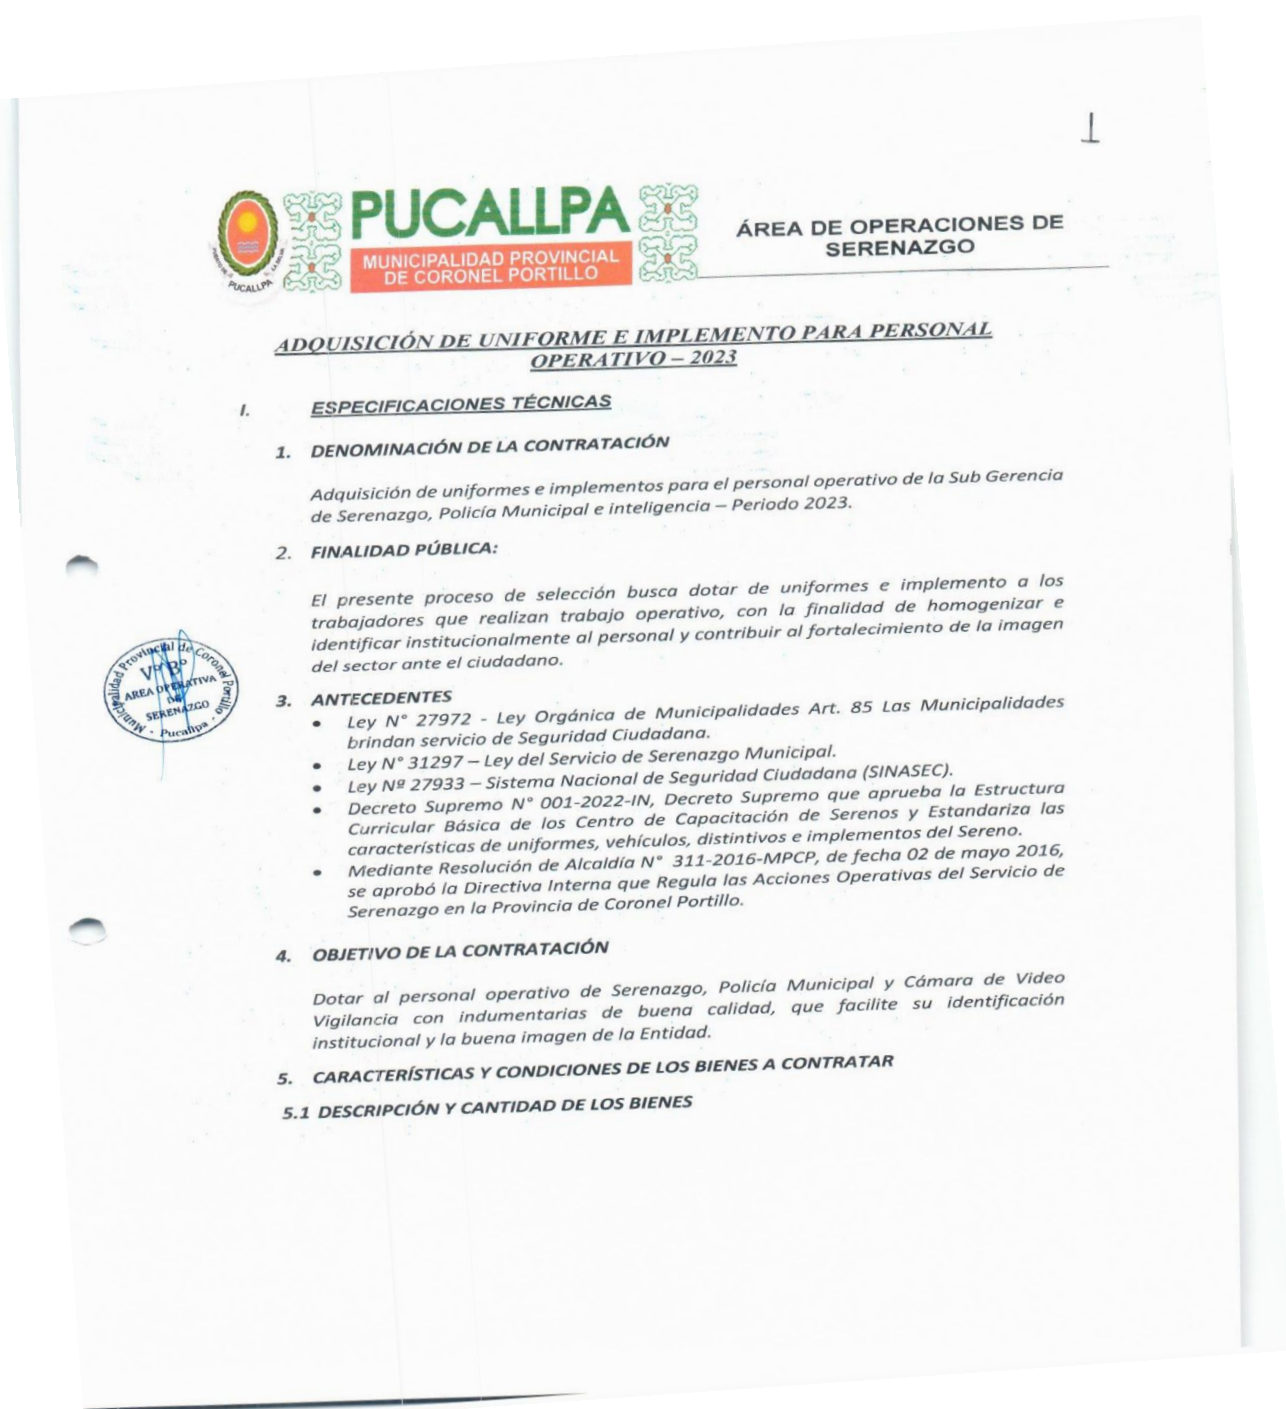 1
PUCALLPA
MUNICIPALIDAD PROVINCIAL
DE CORONEL PORTILLO
PUCALLPA
ÁREA DE OPERACIONES DE
SERENAZGO
ADQUISICIÓN DE UNIFORME E IMPLEMENTO PARA PERSONAL
OPERATIVO – 2023
I. ESPECIFICACIONES TÉCNICAS
1. DENOMINACIÓN DE LA CONTRATACIÓN
Adquisición de uniformes e implementos para el personal operativo de la Sub Gerencia
de Serenazgo, Policía Municipal e inteligencia – Periodo 2023.
2. FINALIDAD PÚBLICA:
El presente proceso de selección busca dotar de uniformes e implemento a los
trabajadores que realizan trabajo operativo, con la finalidad de homogenizar e
identificar institucionalmente al personal y contribuir al fortalecimiento de la imagen
del sector ante el ciudadano.
3. ANTECEDENTES
• Ley N° 27972 - Ley Orgánica de Municipalidades Art. 85 Las Municipalidades
brindan servicio de Seguridad Ciudadana.
• Ley N° 31297 – Ley del Servicio de Serenazgo Municipal.
• Ley Nº 27933 – Sistema Nacional de Seguridad Ciudadana (SINASEC).
• Decreto Supremo N° 001-2022-IN, Decreto Supremo que aprueba la Estructura
Curricular Básica de los Centro de Capacitación de Serenos y Estandariza las
características de uniformes, vehículos, distintivos e implementos del Sereno.
• Mediante Resolución de Alcaldía N° 311-2016-MPCP, de fecha 02 de mayo 2016,
se aprobó la Directiva Interna que Regula las Acciones Operativas del Servicio de
Serenazgo en la Provincia de Coronel Portillo.
Municipalidad Provincial de Coronel Portillo
V° B°
AREA OPERATIVA
DE
SERENAZGO
- Pucallpa -
4. OBJETIVO DE LA CONTRATACIÓN
Dotar al personal operativo de Serenazgo, Policía Municipal y Cámara de Video
Vigilancia con indumentarias de buena calidad, que facilite su identificación
institucional y la buena imagen de la Entidad.
5. CARACTERÍSTICAS Y CONDICIONES DE LOS BIENES A CONTRATAR
5.1 DESCRIPCIÓN Y CANTIDAD DE LOS BIENES